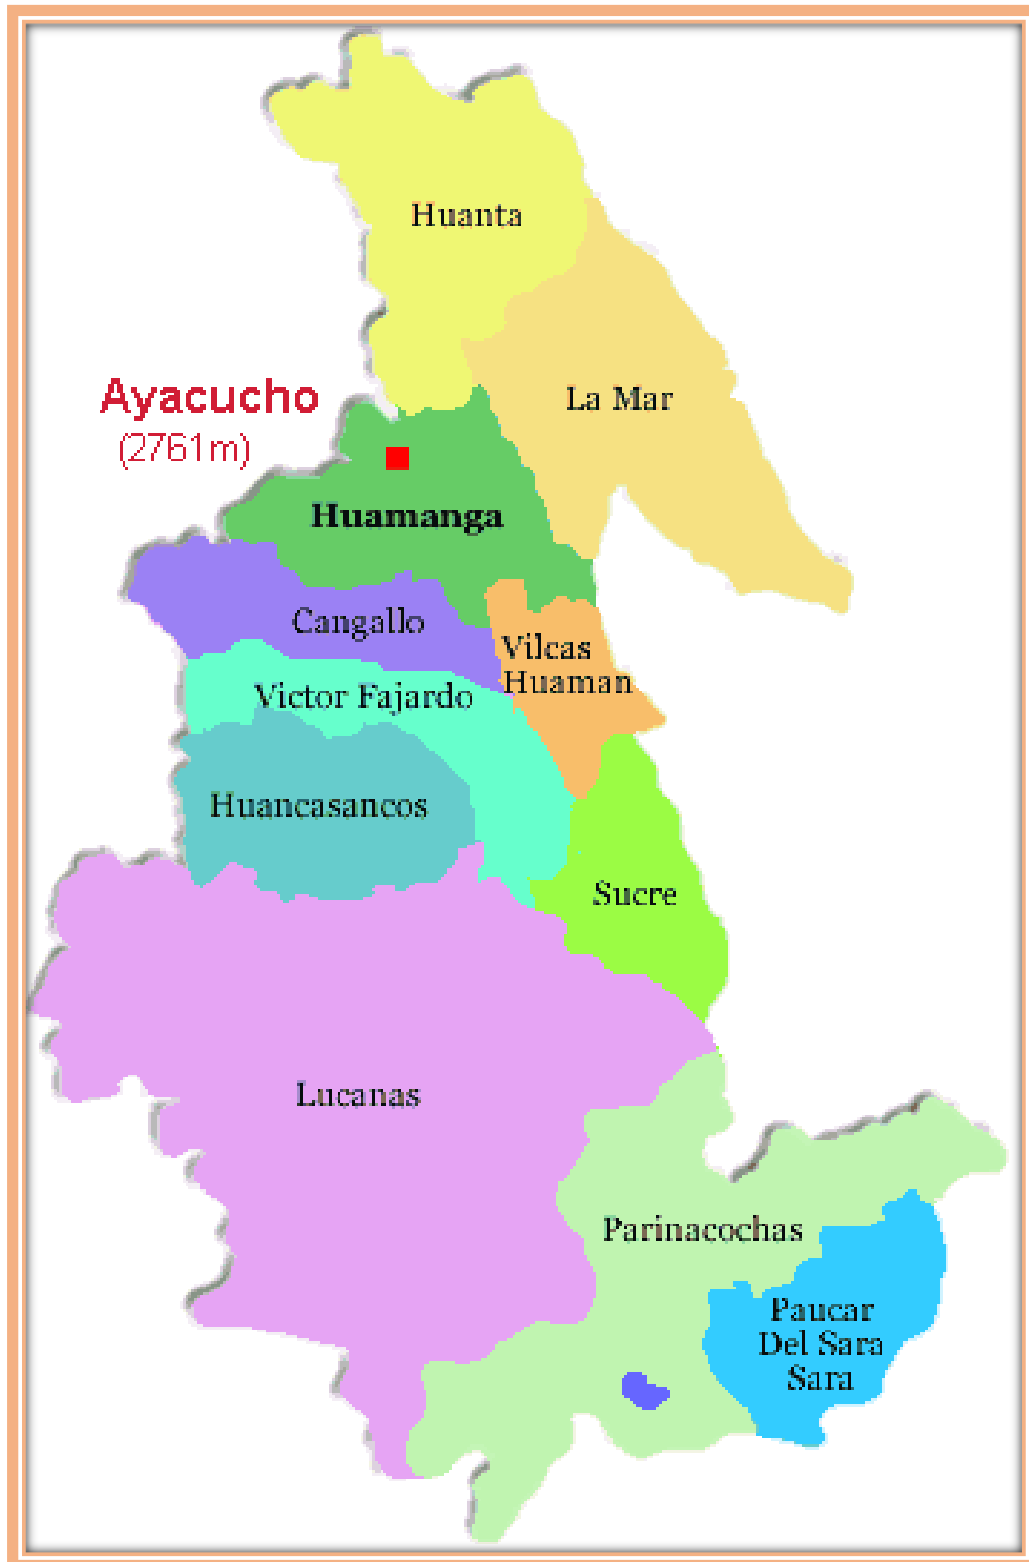 Huanta
Ayacucho
(2761m)
La Mar
Huamanga
Cangallo
Vilcas
Huaman
Victor Fajardo
Huancasancos
Sucre
Lucanas
Parinacochas
Paucar
Del Sara
Sara